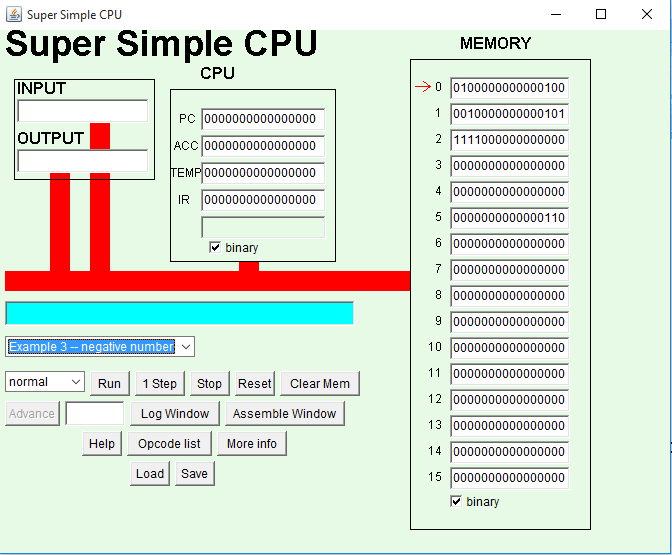 Super Simple CPU
Super Simple CPU
MEMORY
CPU
INPUT
OUTPUT
PC 0000000000000000
ACC 0000000000000000
TEMP 0000000000000000
IR 0000000000000000
binary
0 0100000000000100
1 0010000000000101
2 1111000000000000
3 0000000000000000
4 0000000000000000
5 0000000000000110
6 0000000000000000
7 0000000000000000
8 0000000000000000
9 0000000000000000
10 0000000000000000
11 0000000000000000
12 0000000000000000
13 0000000000000000
14 0000000000000000
15 0000000000000000
binary
Example 3 -- negative number
normal Run 1 Step Stop Reset Clear Mem
Advance Log Window Assemble Window
Help Opcode list More info
Load Save